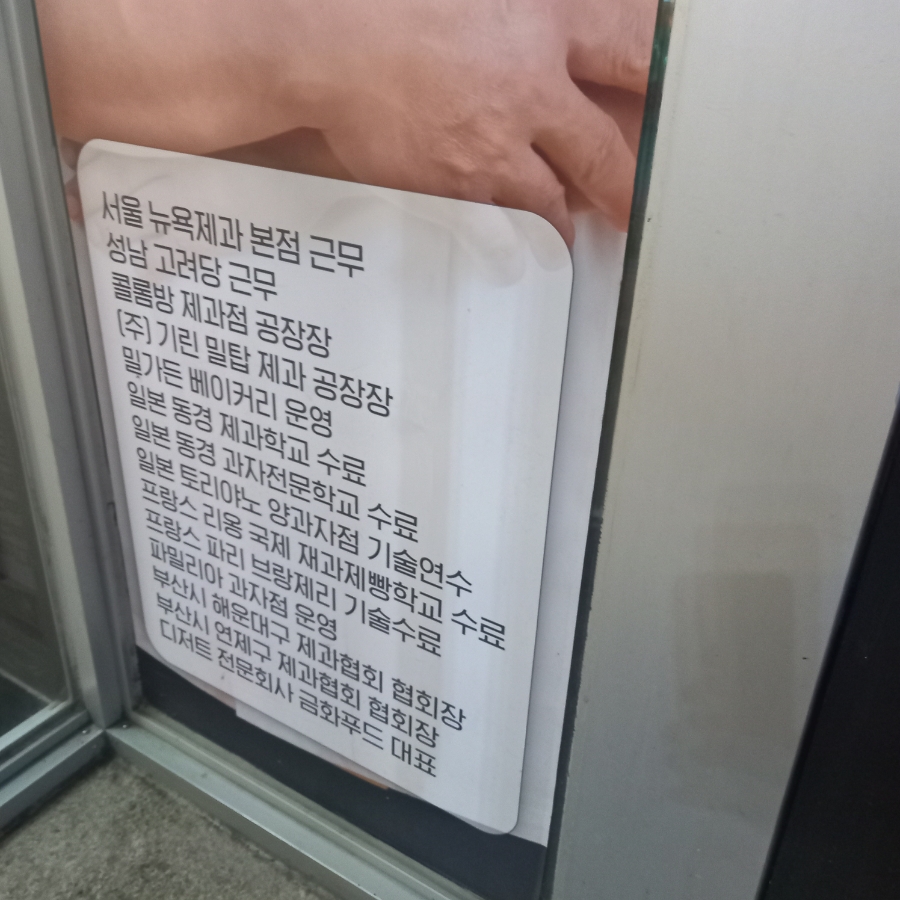 서울 뉴욕제과 본점 근무
성남 고려당 근무
콜롬방 제과점 공장장
(주) 기린 밀탑 제과 공장장
밀가든 베이커리 운영
일본 동경 제과학교 수료
일본 동경 과자전문학교 수료
일본 토리야노 양과자점 기술연수
프랑스 리옹 국제 재과제빵학교 수료
프랑스 파리 브랑제리 기술수료
파밀리아 과자점 운영
부산시 해운대구 제과협회 협회장
부산시 연제구 제과협회 협회장
디저트 전문회사 금화푸드 대표